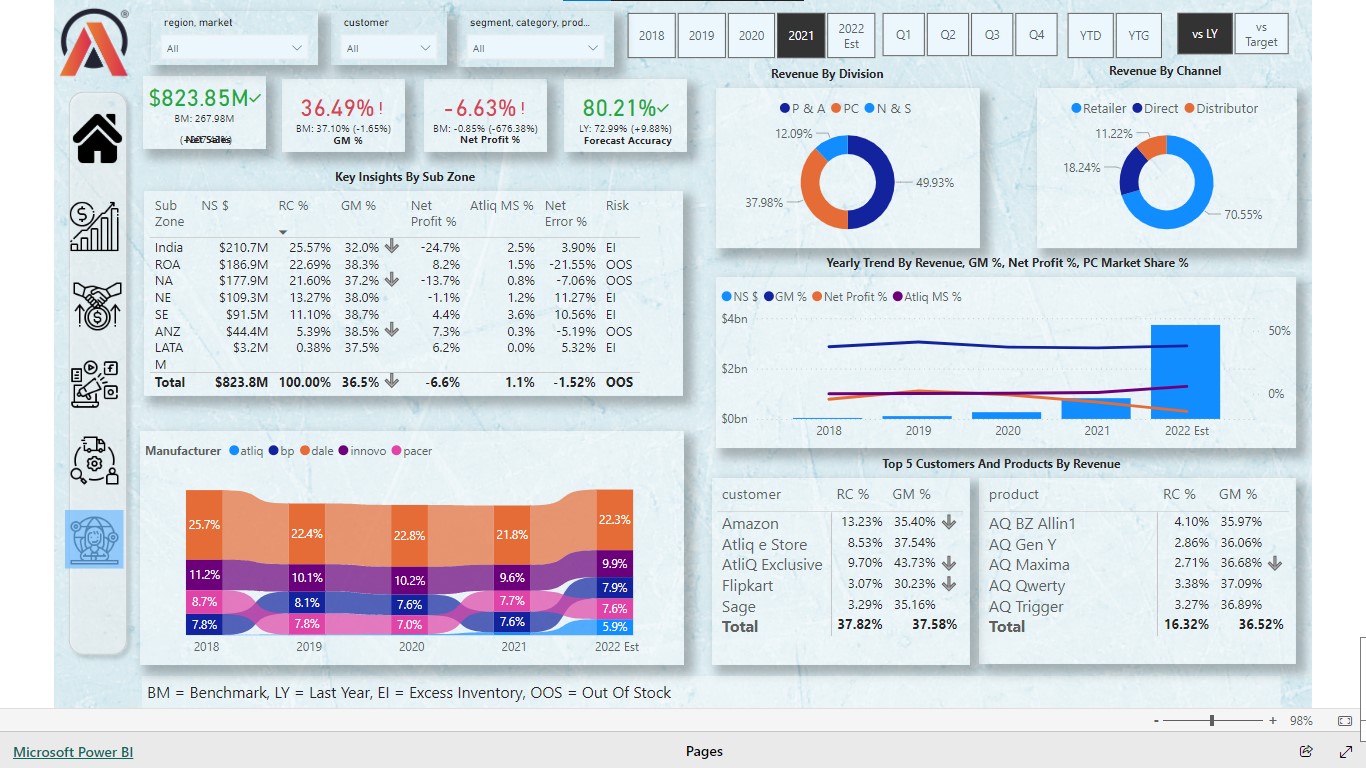 region, market
customer
segment, category, prod...
All
All
All
2018 2019 2020 2021 2022 Est
Q1 Q2 Q3 Q4
YTD YTG
vs LY vs Target
$823.85M✓
BM: 267.98M
Net Sales
36.49% !
BM: 37.10% (-1.65%)
GM %
-6.63% !
BM: -0.85% (-676.38%)
Net Profit %
80.21%✓
LY: 72.99% (+9.88%)
Forecast Accuracy
Revenue By Division
P & A PC N & S
12.09%
49.93%
37.98%
Revenue By Channel
Retailer Direct Distributor
11.22%
18.24%
70.55%
Key Insights By Sub Zone
Sub Zone NS $ RC % GM % Net Profit % Atliq MS % Net Error % Risk
India $210.7M 25.57% 32.0% -24.7% 2.5% 3.90% EI
ROA $186.9M 22.69% 38.3% 8.2% 1.5% -21.55% OOS
NA $177.9M 21.60% 37.2% -13.7% 0.8% -7.06% OOS
NE $109.3M 13.27% 38.0% -1.1% 1.2% 11.27% EI
SE $91.5M 11.10% 38.7% 4.4% 3.6% 10.56% EI
ANZ $44.4M 5.39% 38.5% 7.3% 0.3% -5.19% OOS
LATA $3.2M 0.38% 37.5% 6.2% 0.0% 5.32% EI
M
Total $823.8M 100.00% 36.5% -6.6% 1.1% -1.52% OOS
Yearly Trend By Revenue, GM %, Net Profit %, PC Market Share %
NS $ GM % Net Profit % Atliq MS %
$4bn
50%
$2bn
0%
$0bn
2018 2019 2020 2021 2022 Est
Manufacturer atliq bp dale innovo pacer
25.7% 22.4% 22.8% 21.8% 22.3%
11.2% 10.1% 10.2% 9.6% 9.9%
8.7% 8.1% 7.6% 7.7% 7.9%
7.8% 7.8% 7.0% 7.6% 7.6%
5.9%
2018 2019 2020 2021 2022 Est
Top 5 Customers And Products By Revenue
customer RC % GM %
Amazon 13.23% 35.40%
Atliq e Store 8.53% 37.54%
AtliQ Exclusive 9.70% 43.73%
Flipkart 3.07% 30.23%
Sage 3.29% 35.16%
Total 37.82% 37.58%
product RC % GM %
AQ BZ Allin1 4.10% 35.97%
AQ Gen Y 2.86% 36.06%
AQ Maxima 2.71% 36.68%
AQ Qwerty 3.38% 37.09%
AQ Trigger 3.27% 36.89%
Total 16.32% 36.52%
BM = Benchmark, LY = Last Year, EI = Excess Inventory, OOS = Out Of Stock
- + 98%
Microsoft Power BI
Pages